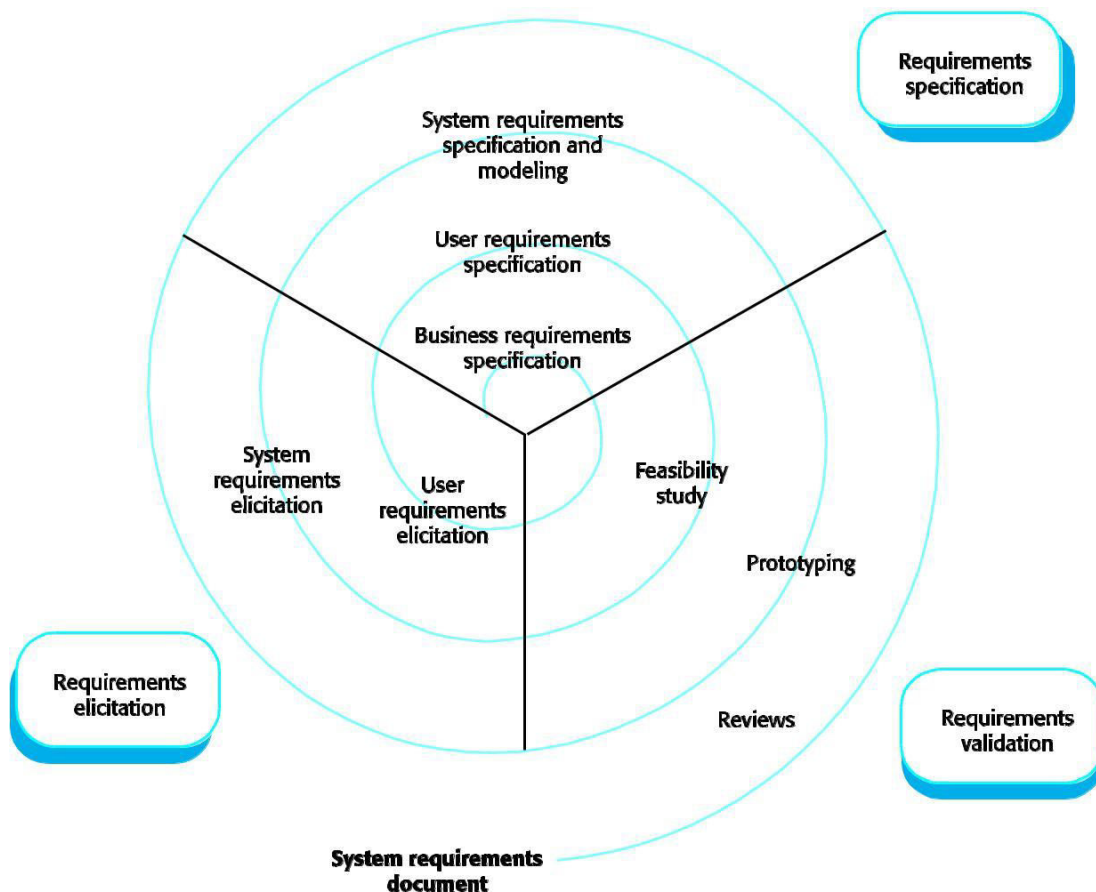 Requirements
specification
System requirements
specification and
modeling
User requirements
specification
Business requirements
specification
System
requirements
elicitation
User
requirements
elicitation
Feasibility
study
Prototyping
Reviews
Requirements
elicitation
Requirements
validation
System requirements
document